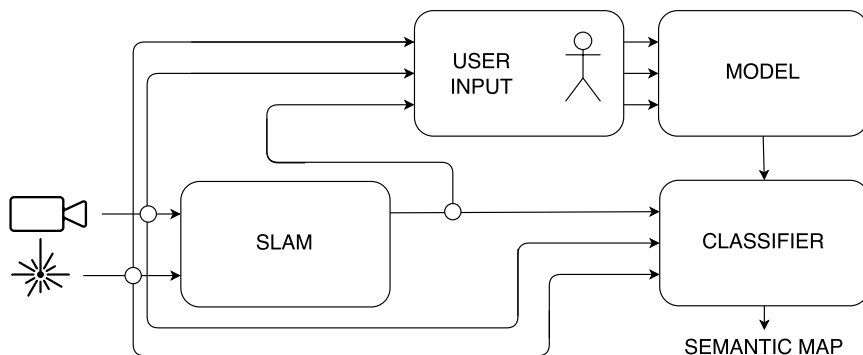 USER
INPUT
MODEL
SLAM
CLASSIFIER
SEMANTIC MAP